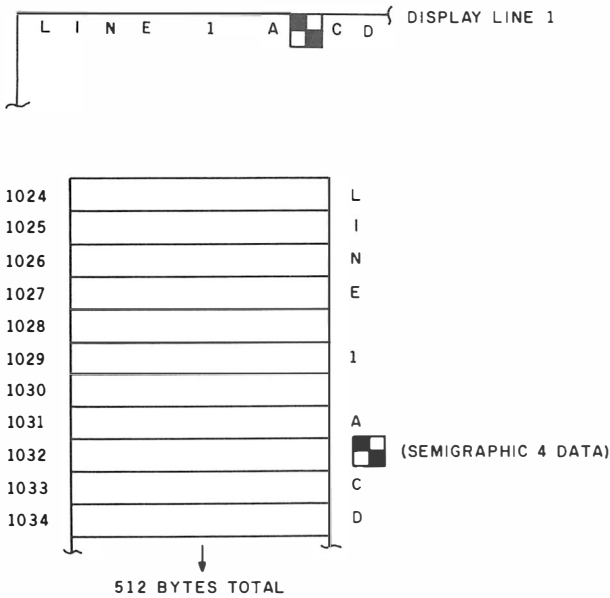 L I N E 1 A C D DISPLAY LINE 1
1024 L
1025 I
1026 N
1027 E
1028
1029 1
1030
1031 A
1032 (SEMIGRAPHIC 4 DATA)
1033 C
1034 D
512 BYTES TOTAL